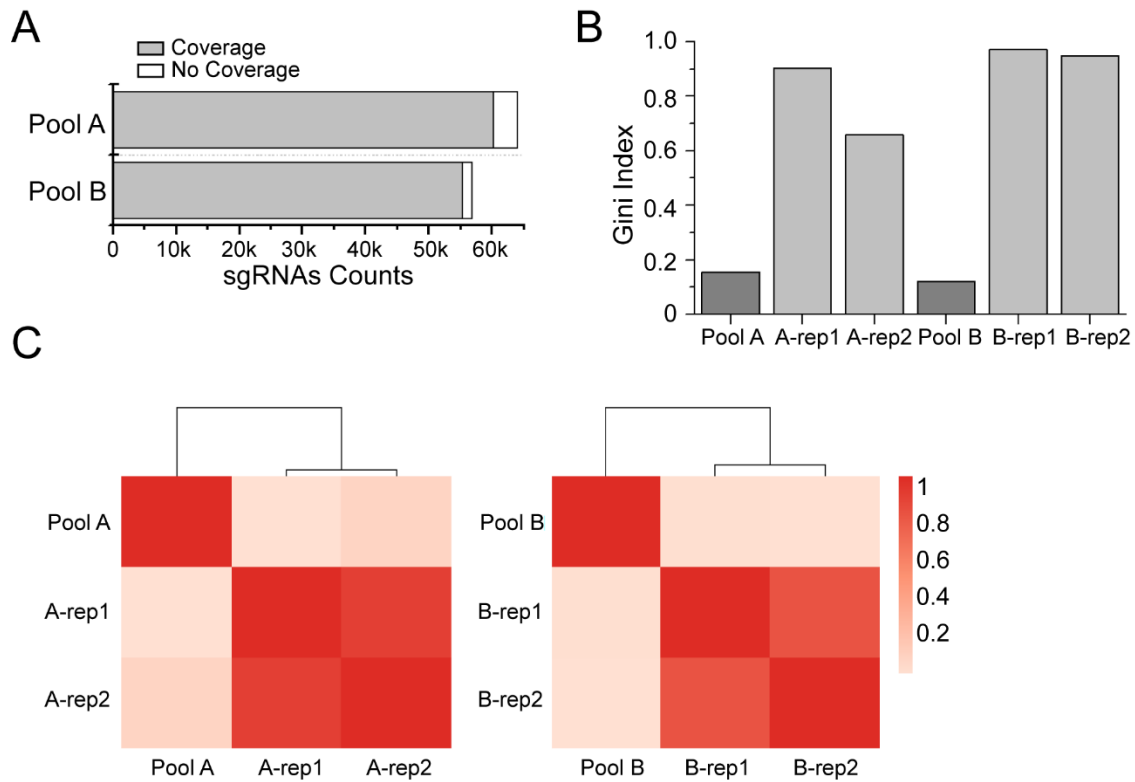 A
Coverage
No Coverage
Pool A
Pool B
0 10k 20k 30k 40k 50k 60k
sgRNAs Counts
B
1.0
0.8
0.6
0.4
0.2
0
Gini Index
Pool A A-rep1 A-rep2 Pool B B-rep1 B-rep2
C
Pool A
A-rep1
A-rep2
Pool A A-rep1 A-rep2
Pool B
B-rep1
B-rep2
Pool B B-rep1 B-rep2
1
0.8
0.6
0.4
0.2